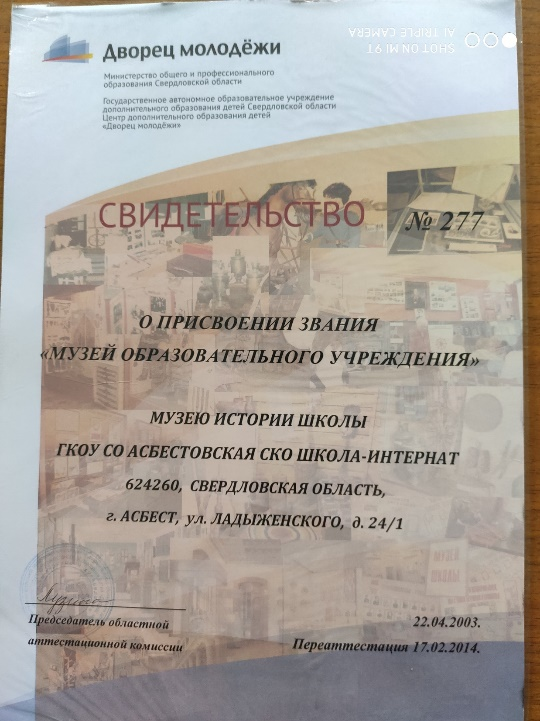 Дворец молодёжи
SHOT ON MI 9T
AI TRIPLE CAMERA
Министерство общего и профессионального
образования Свердловской области
Государственное автономное образовательное учреждение
дополнительного образования детей Свердловской области
Центр дополнительного образования детей
«Дворец молодёжи»
СВИДЕТЕЛЬСТВО № 277
О ПРИСВОЕНИИ ЗВАНИЯ
«МУЗЕЙ ОБРАЗОВАТЕЛЬНОГО УЧРЕЖДЕНИЯ»
МУЗЕЮ ИСТОРИИ ШКОЛЫ
ГКОУ СО АСБЕСТОВСКАЯ СКО ШКОЛА-ИНТЕРНАТ
624260, СВЕРДЛОВСКАЯ ОБЛАСТЬ,
г. АСБЕСТ, ул. ЛАДЫЖЕНСКОГО, д. 24/1
Председатель областной
аттестационной комиссии
22.04.2003.
Переаттестация 17.02.2014.